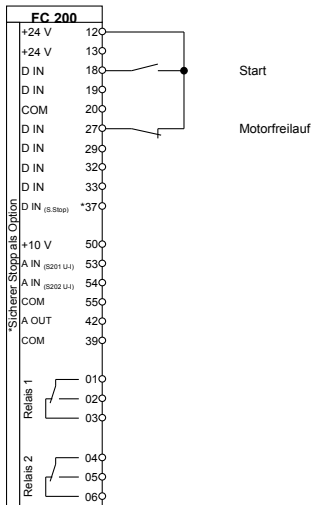 FC 200
+24 V 12
+24 V 13
D IN 18 Start
D IN 19
COM 20
D IN 27 Motorfreilauf
D IN 29
D IN 32
D IN 33
D IN (S.Stop) *37
+10 V 50
A IN (S201 U-I) 53
A IN (S202 U-I) 54
COM 55
A OUT 42
COM 39
*Sicherer Stopp als Option
Relais 1
01
02
03
Relais 2
04
05
06